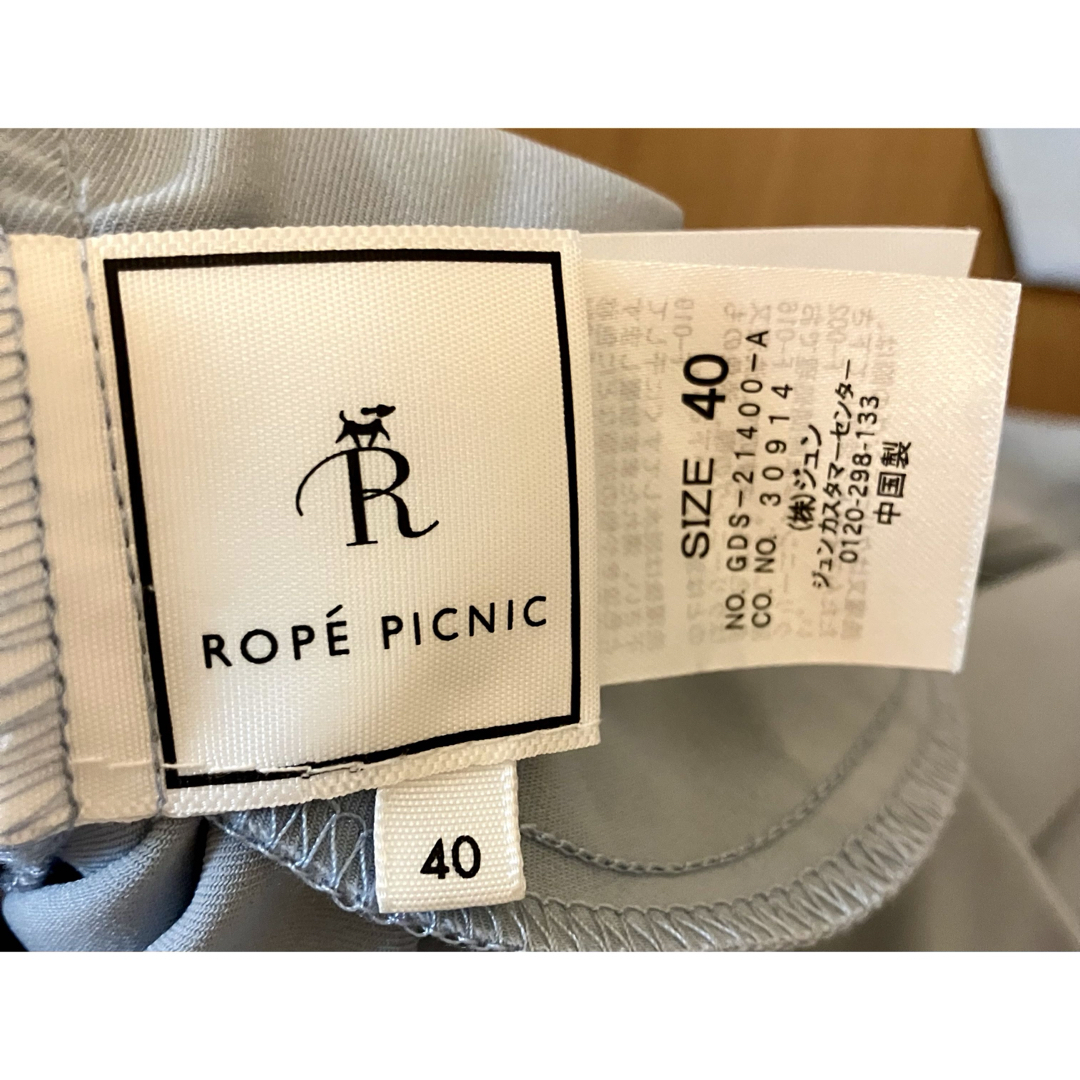 R
ROPÉ PICNIC
40
SIZE 40
NO. GDS-21400-A
CO. NO. 30914
(株)ジュン
ジュンカスタマーセンター
0120-298-133
中国製